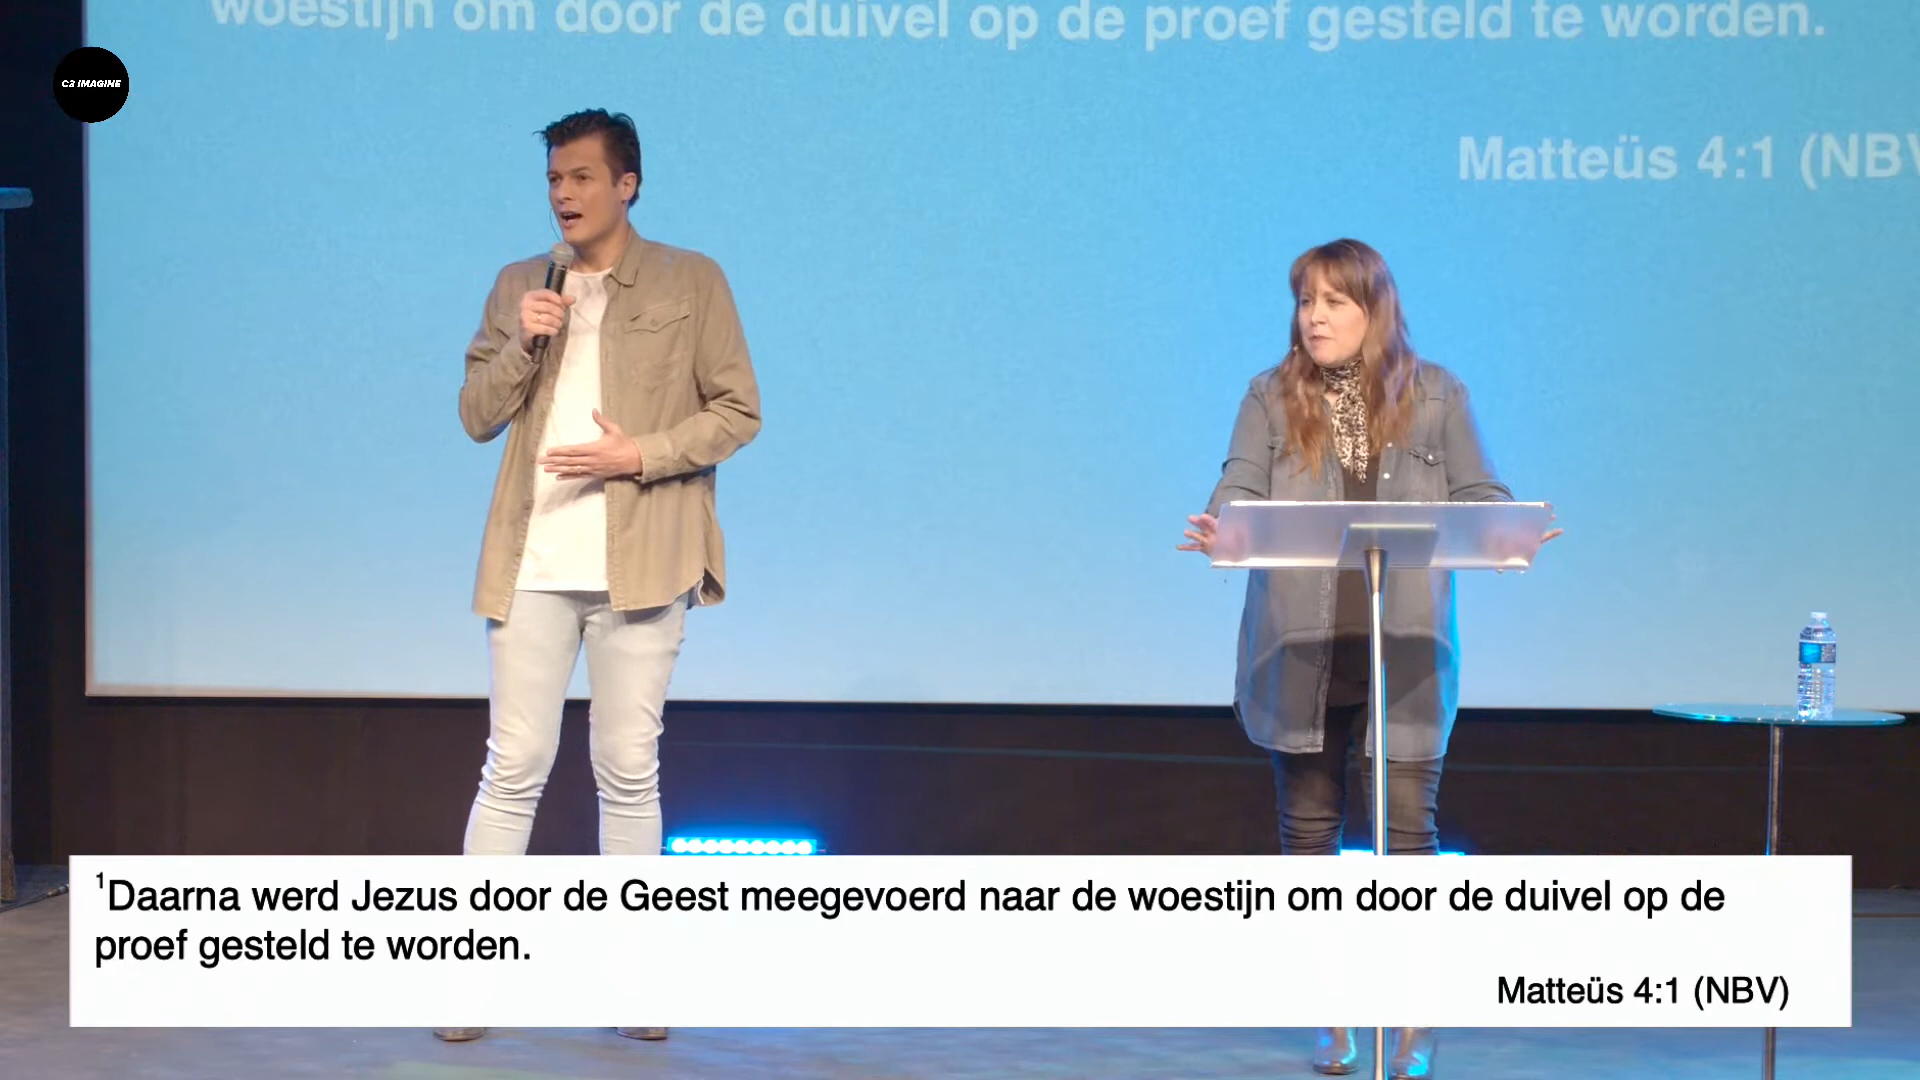 woestijn om door de duivel op de proef gesteld te worden.
C3 IMAGINE
Matteüs 4:1 (NBV
¹Daarna werd Jezus door de Geest meegevoerd naar de woestijn om door de duivel op de
proef gesteld te worden.
Matteüs 4:1 (NBV)